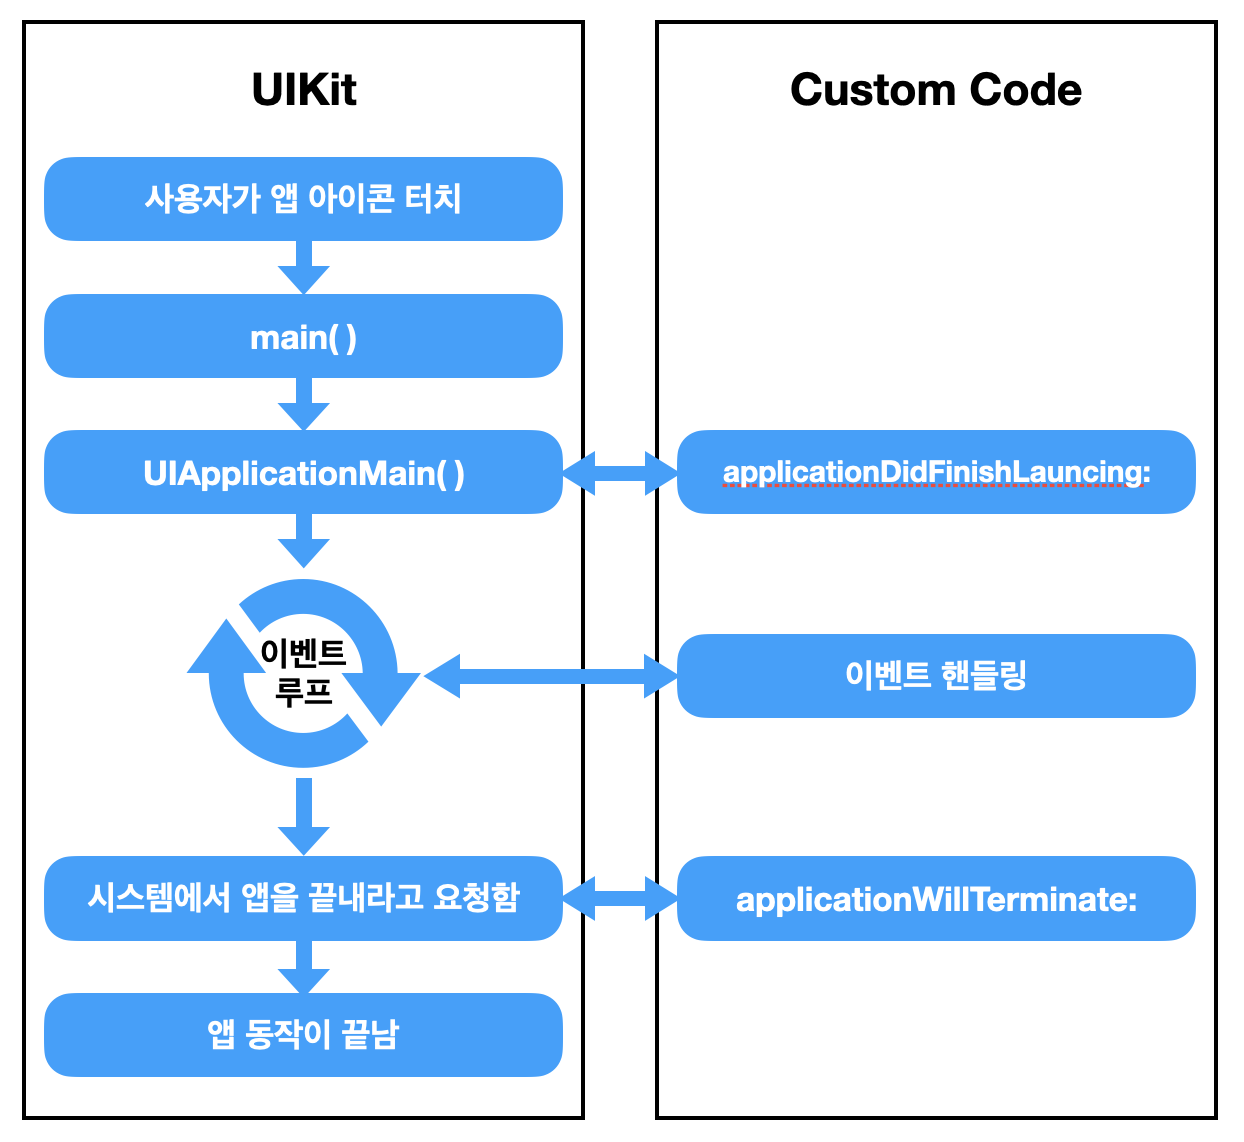 UIKit
사용자가 앱 아이콘 터치
main( )
UIApplicationMain( )
이벤트
루프
시스템에서 앱을 끝내라고 요청함
앱 동작이 끝남
Custom Code
applicationDidFinishLauncing:
이벤트 핸들링
applicationWillTerminate: